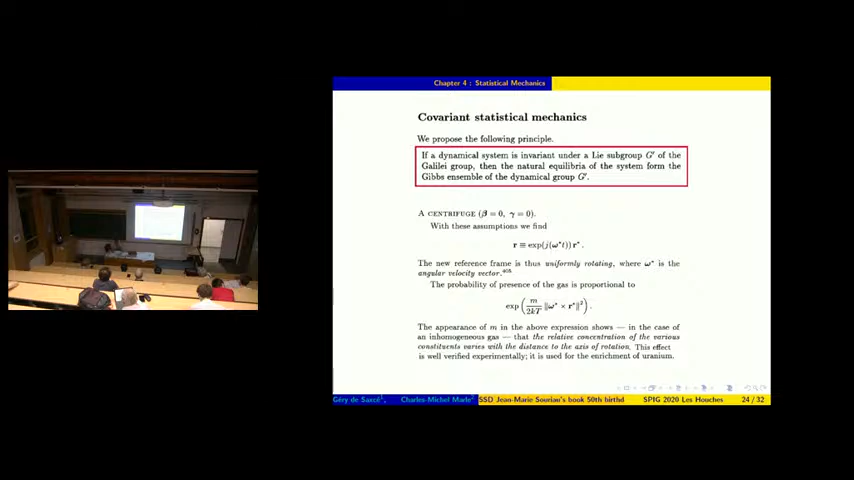 Chapter 4 : Statistical Mechanics
Covariant statistical mechanics
We propose the following principle.
If a dynamical system is invariant under a Lie subgroup G′ of the
Galilei group, then the natural equilibria of the system form the
Gibbs ensemble of the dynamical group G′.
A CENTRIFUGE (β = 0, γ = 0).
With these assumptions we find
r ≡ exp(j(ω*t)) r* .
The new reference frame is thus uniformly rotating, where ω* is the
angular velocity vector.
The probability of presence of the gas is proportional to
exp ( m/2kT ‖ω* × r*‖² ) .
The appearance of m in the above expression shows — in the case of
an inhomogeneous gas — that the relative concentration of the various
constituents varies with the distance to the axis of rotation. This effect
is well verified experimentally; it is used for the enrichment of uranium.
Géry de Saxcé¹, Charles-Michel Marle² SSD Jean-Marie Souriau's book 50th birthd SPIG 2020 Les Houches 24 / 32